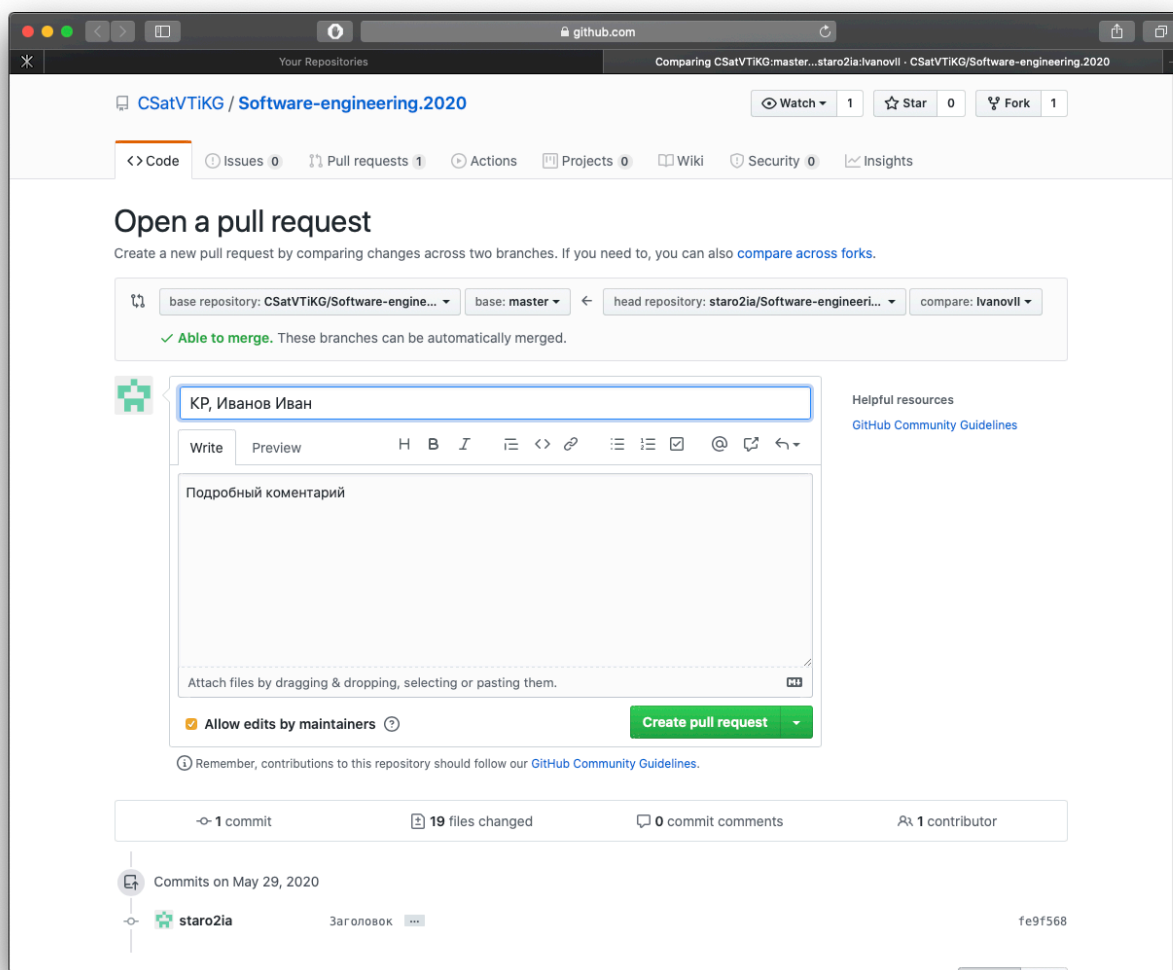 github.com
Your Repositories
Comparing CSatVTiKG:master...staro2ia:IvanovII · CSatVTiKG/Software-engineering.2020
CSatVTiKG / Software-engineering.2020
Watch 1 Star 0 Fork 1
Code Issues 0 Pull requests 1 Actions Projects 0 Wiki Security 0 Insights
Open a pull request
Create a new pull request by comparing changes across two branches. If you need to, you can also compare across forks.
base repository: CSatVTiKG/Software-engine... base: master head repository: staro2ia/Software-engineeri... compare: IvanovII
Able to merge. These branches can be automatically merged.
КР, Иванов Иван
Helpful resources
GitHub Community Guidelines
Write Preview
Подробный коментарий
Attach files by dragging & dropping, selecting or pasting them.
Allow edits by maintainers
Create pull request
Remember, contributions to this repository should follow our GitHub Community Guidelines.
1 commit 19 files changed 0 commit comments 1 contributor
Commits on May 29, 2020
staro2ia Заголовок ... fe9f568